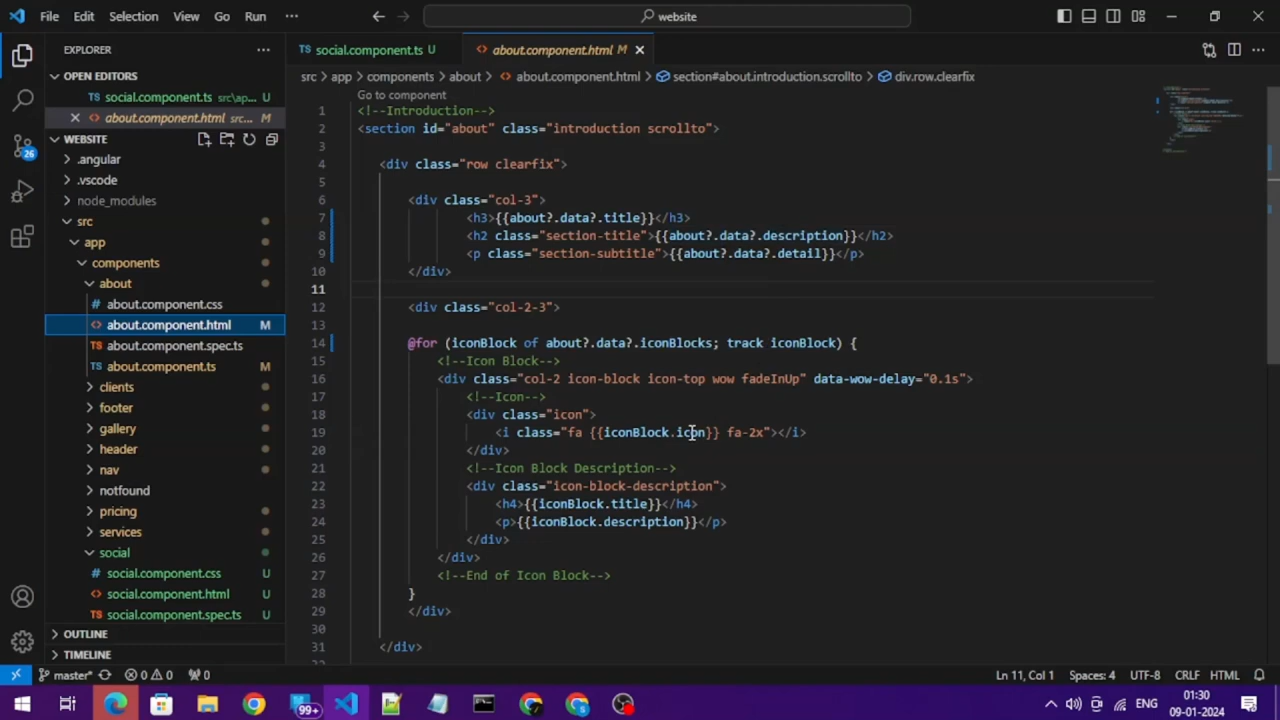 File Edit Selection View Go Run ··· website
EXPLORER ···
OPEN EDITORS
social.component.ts src\ap... U
about.component.html src... M
WEBSITE
.angular
.vscode
node_modules
src
app
components
about
about.component.css
about.component.html M
about.component.spec.ts
about.component.ts M
clients
footer
gallery
header
nav
notfound
pricing
services
social
social.component.css U
social.component.html U
social.component.spec.ts U
OUTLINE
TIMELINE
26
social.component.ts U about.component.html M
src > app > components > about > about.component.html > section#about.introduction.scrollto > div.row.clearfix
Go to component
1 <!--Introduction-->
2 <section id="about" class="introduction scrollto">
3
4 <div class="row clearfix">
5
6 <div class="col-3">
7 <h3>{{about?.data?.title}}</h3>
8 <h2 class="section-title">{{about?.data?.description}}</h2>
9 <p class="section-subtitle">{{about?.data?.detail}}</p>
10 </div>
11
12 <div class="col-2-3">
13
14 @for (iconBlock of about?.data?.iconBlocks; track iconBlock) {
15 <!--Icon Block-->
16 <div class="col-2 icon-block icon-top wow fadeInUp" data-wow-delay="0.1s">
17 <!--Icon-->
18 <div class="icon">
19 <i class="fa {{iconBlock.icon}} fa-2x"></i>
20 </div>
21 <!--Icon Block Description-->
22 <div class="icon-block-description">
23 <h4>{{iconBlock.title}}</h4>
24 <p>{{iconBlock.description}}</p>
25 </div>
26 </div>
27 <!--End of Icon Block-->
28 }
29 </div>
30
31 </div>
master* 0 0 0 Ln 11, Col 1 Spaces: 4 UTF-8 CRLF HTML
99+ ENG 01:30
09-01-2024